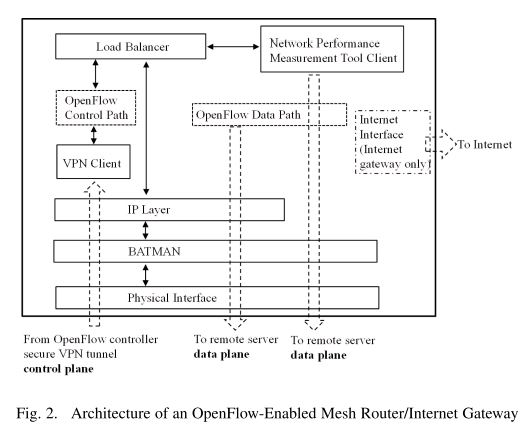 Load Balancer
Network Performance
Measurement Tool Client
OpenFlow
Control Path
OpenFlow Data Path
Internet
Interface
(Internet
gateway only)
To Internet
VPN Client
IP Layer
BATMAN
Physical Interface
From OpenFlow controller
secure VPN tunnel
control plane
To remote server
data plane
To remote server
data plane
Fig. 2. Architecture of an OpenFlow-Enabled Mesh Router/Internet Gateway